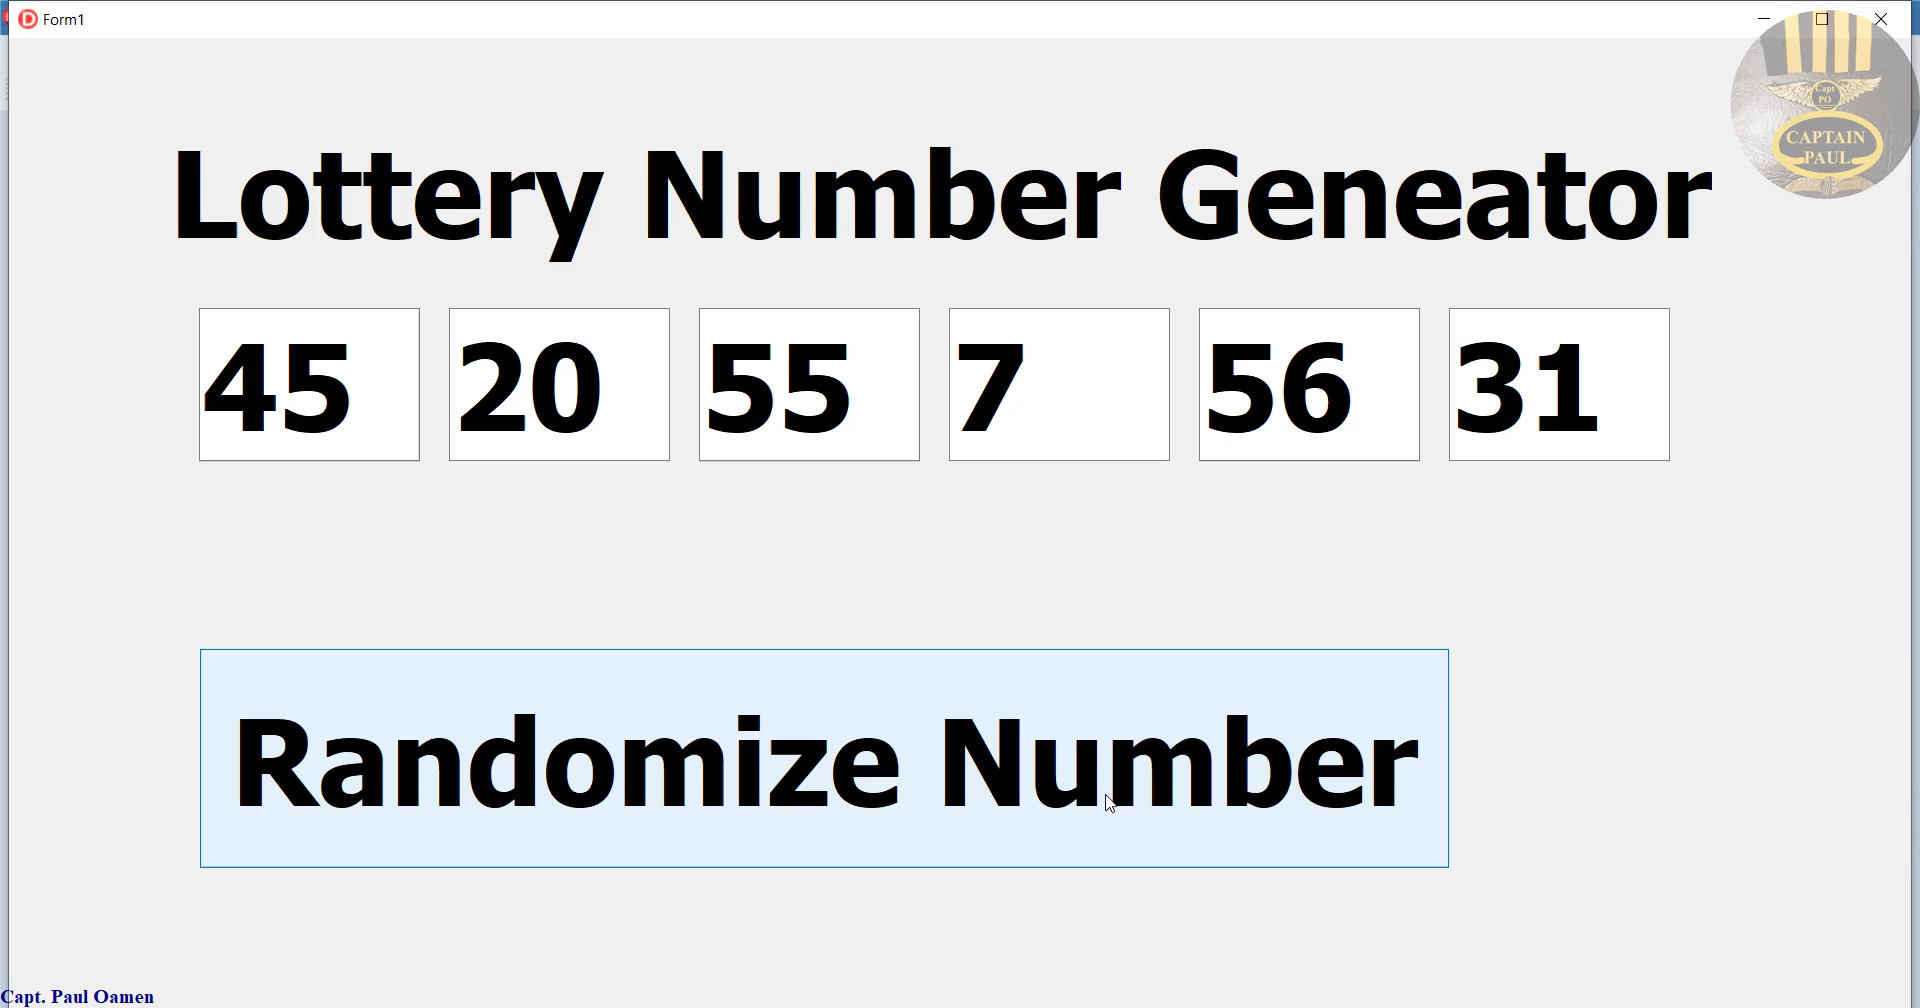 Form1
Capt
PO
CAPTAIN
PAUL
Lottery Number Geneator
45 20 55 7 56 31
Randomize Number
Capt. Paul Oamen